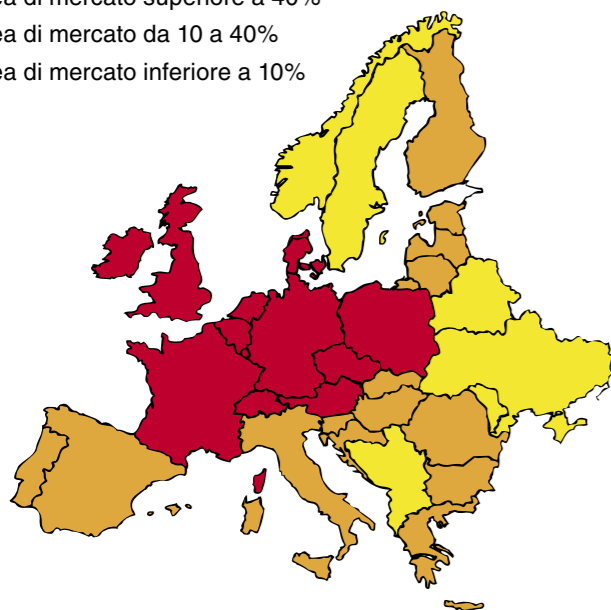 ea di mercato superiore a 40%
ea di mercato da 10 a 40%
ea di mercato inferiore a 10%